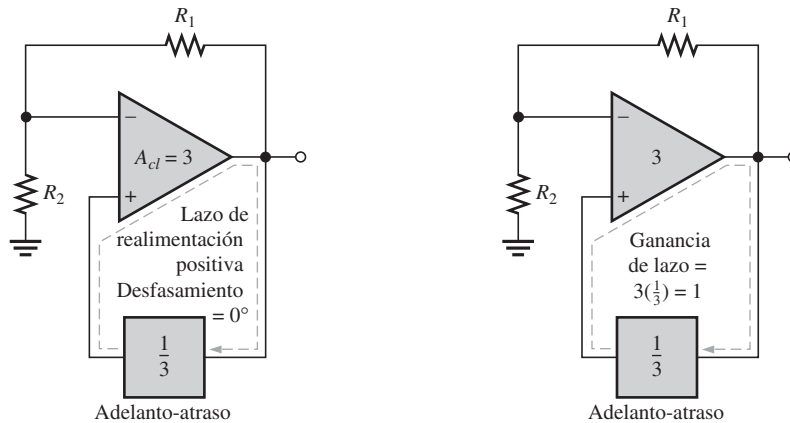 R1
−
Acl = 3
+
R2
Lazo de
realimentación
positiva
Desfasamiento
= 0°
1/3
Adelanto-atraso
R1
−
3
+
R2
Ganancia
de lazo =
3(1/3) = 1
1/3
Adelanto-atraso